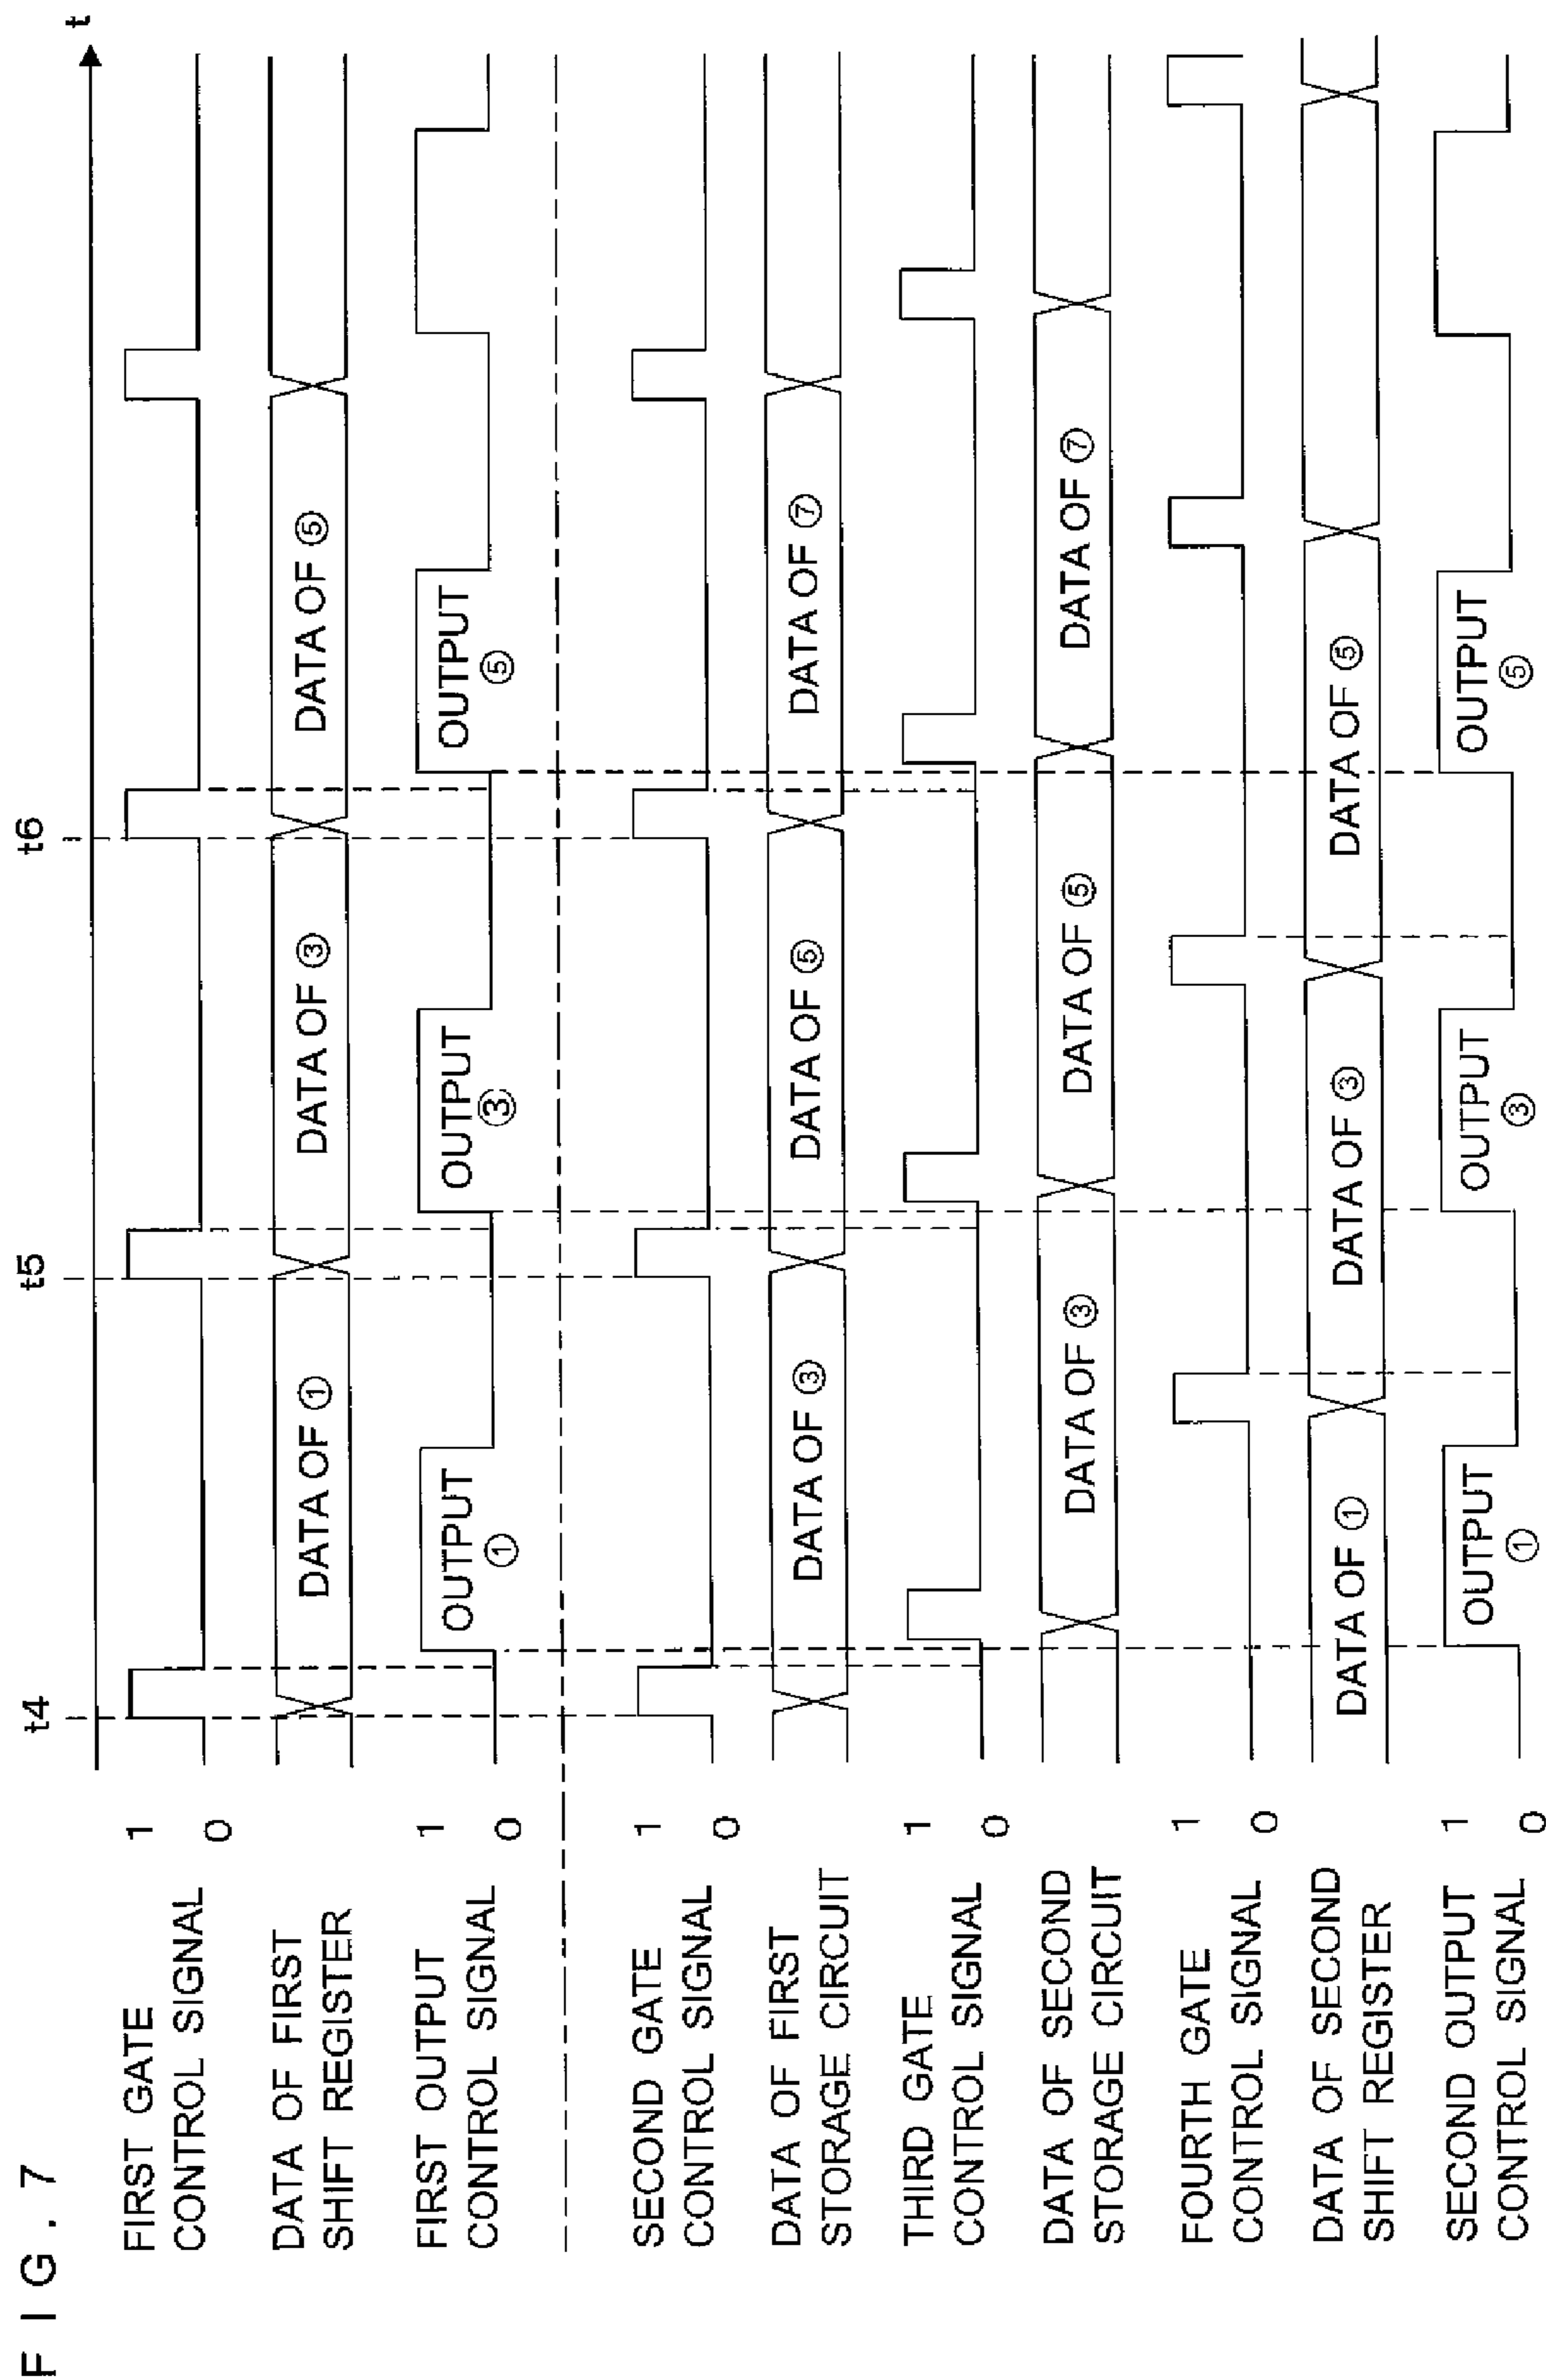 FIG. 7
t4
t5
t6
t
FIRST GATE
CONTROL SIGNAL
1
0
DATA OF FIRST
SHIFT REGISTER
DATA OF ①
DATA OF ③
DATA OF ⑤
FIRST OUTPUT
CONTROL SIGNAL
1
0
OUTPUT
①
OUTPUT
③
OUTPUT
⑤
SECOND GATE
CONTROL SIGNAL
1
0
DATA OF FIRST
STORAGE CIRCUIT
DATA OF ③
DATA OF ⑤
DATA OF ⑦
THIRD GATE
CONTROL SIGNAL
1
0
DATA OF SECOND
STORAGE CIRCUIT
DATA OF ③
DATA OF ⑤
DATA OF ⑦
FOURTH GATE
CONTROL SIGNAL
1
0
DATA OF SECOND
SHIFT REGISTER
DATA OF ①
DATA OF ③
DATA OF ⑤
SECOND OUTPUT
CONTROL SIGNAL
1
0
OUTPUT
①
OUTPUT
③
OUTPUT
⑤